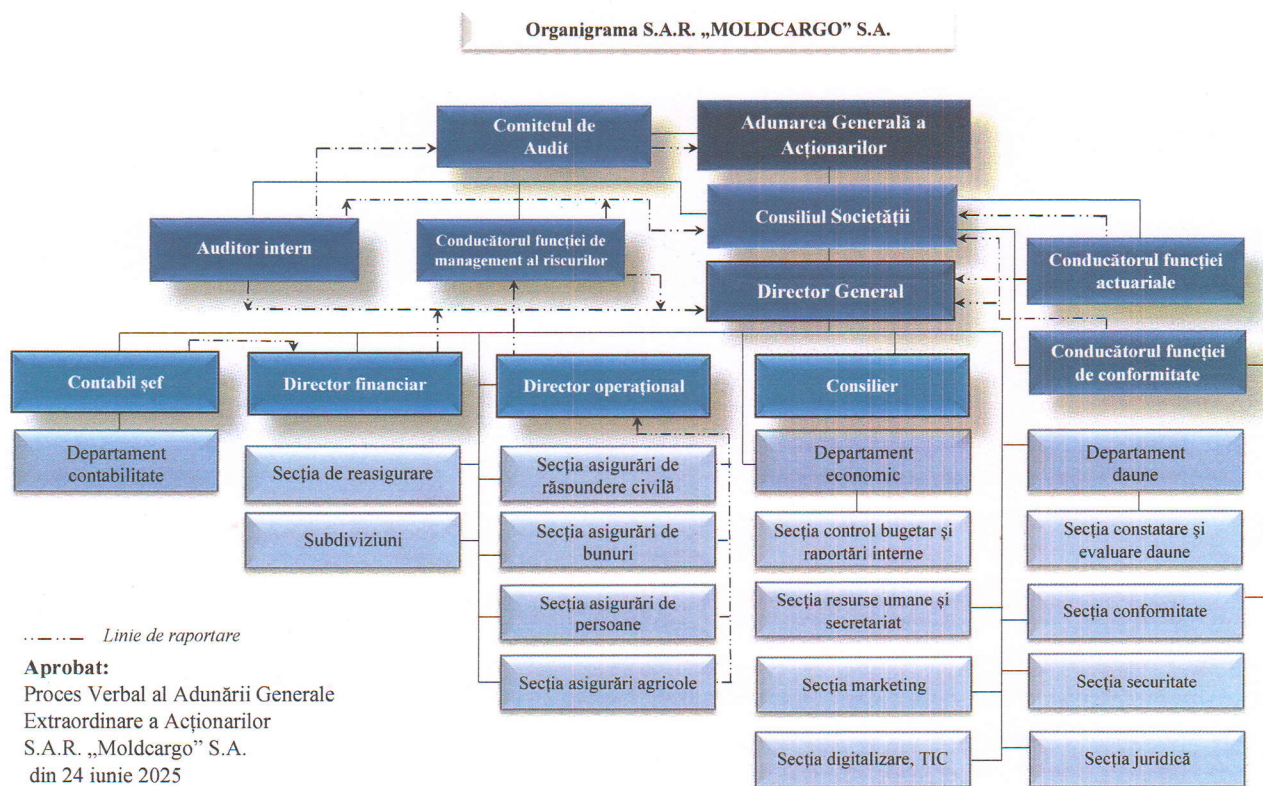 Organigrama S.A.R. „MOLDCARGO” S.A.
Comitetul de
Audit
Adunarea Generală a
Acționarilor
Consiliul Societății
Auditor intern
Conducătorul funcției de
management al riscurilor
Conducătorul funcției
actuariale
Director General
Conducătorul funcției
de conformitate
Contabil șef
Director financiar
Director operațional
Consilier
Departament
contabilitate
Secția de reasigurare
Secția asigurări de
răspundere civilă
Departament
economic
Departament
daune
Subdiviziuni
Secția asigurări de
bunuri
Secția control bugetar și
raportări interne
Secția constatare și
evaluare daune
Secția asigurări de
persoane
Secția resurse umane și
secretariat
Secția conformitate
Secția asigurări agricole
Secția marketing
Secția securitate
Secția digitalizare, TIC
Secția juridică
Linie de raportare
Aprobat:
Proces Verbal al Adunării Generale
Extraordinare a Acționarilor
S.A.R. „Moldcargo” S.A.
din 24 iunie 2025